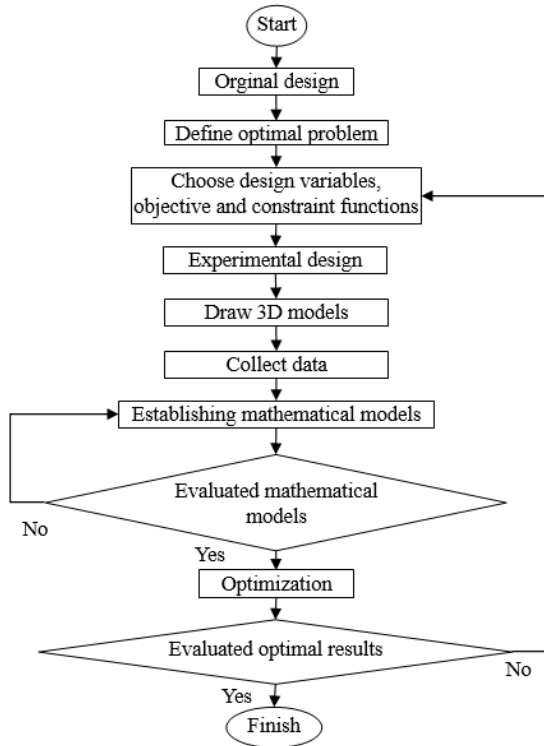 Start
Orginal design
Define optimal problem
Choose design variables,
objective and constraint functions
Experimental design
Draw 3D models
Collect data
Establishing mathematical models
Evaluated mathematical
models
No
Yes
Optimization
Evaluated optimal results
No
Yes
Finish